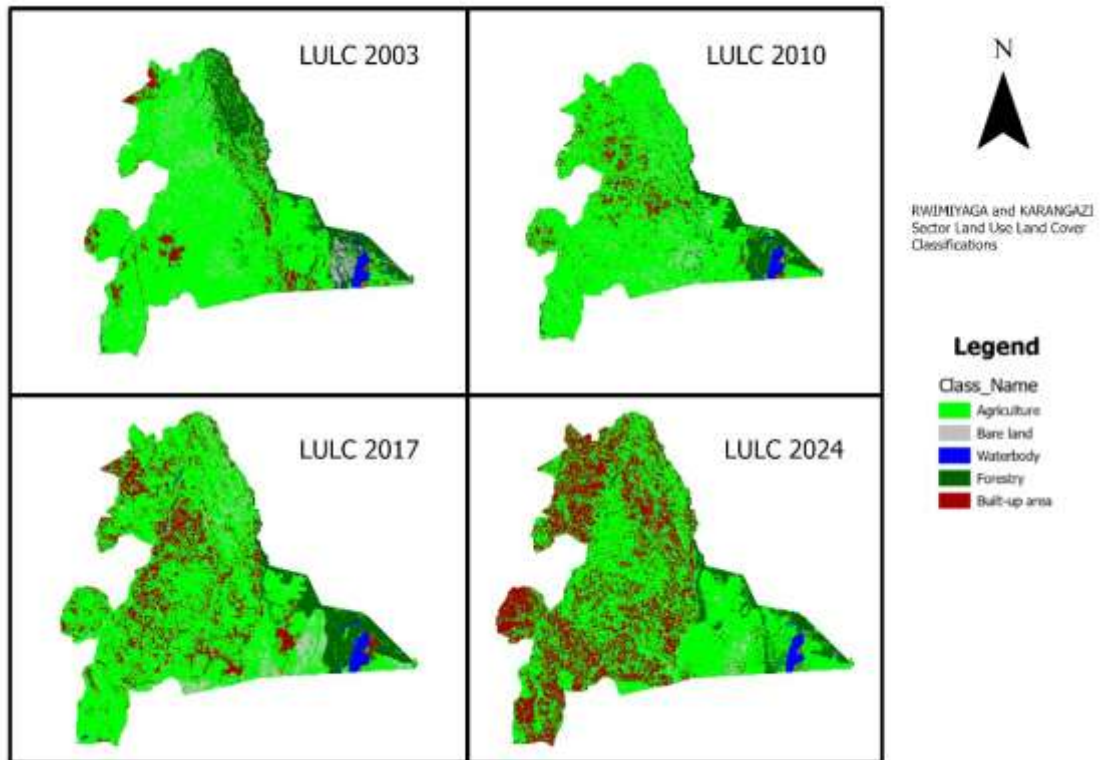 LULC 2003
LULC 2010
LULC 2017
LULC 2024
N
RWIMIYAGA and KARANGAZI
Sector Land Use Land Cover
Classifications
Legend
Class_Name
Agriculture
Bare land
Waterbody
Forestry
Built-up area